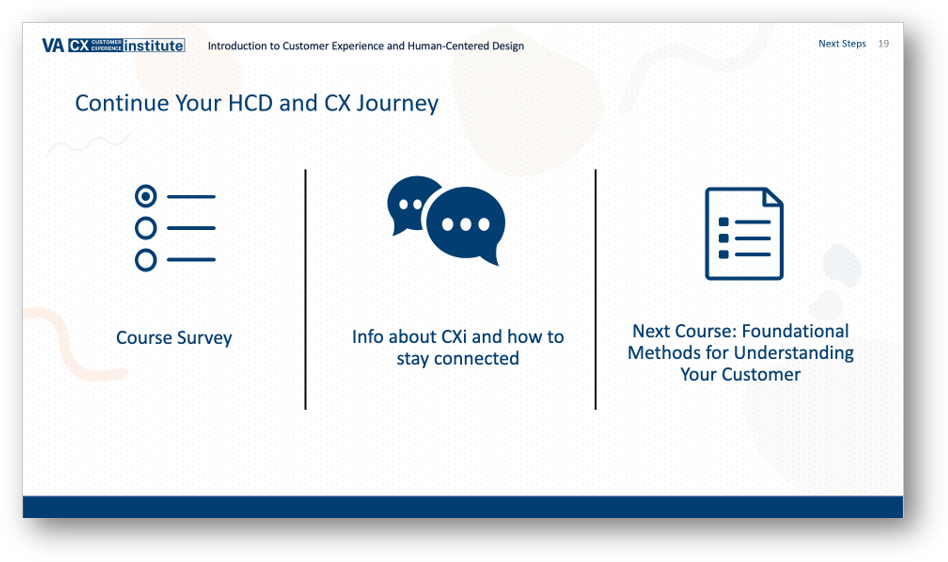 VA CX CUSTOMER EXPERIENCE institute
Introduction to Customer Experience and Human-Centered Design
Next Steps 19
Continue Your HCD and CX Journey
Course Survey
Info about CXi and how to
stay connected
Next Course: Foundational
Methods for Understanding
Your Customer